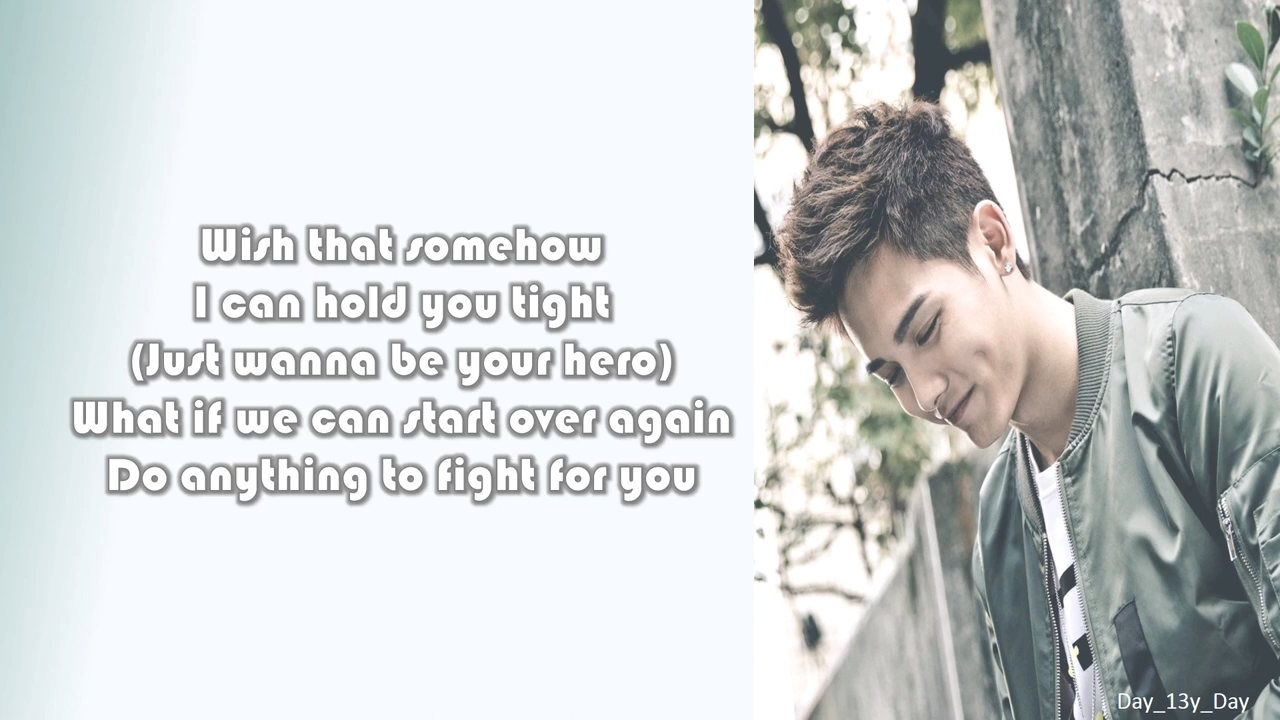 Wish that somehow
I can hold you tight
(Just wanna be your hero)
What if we can start over again
Do anything to fight for you
Day_13y_Day